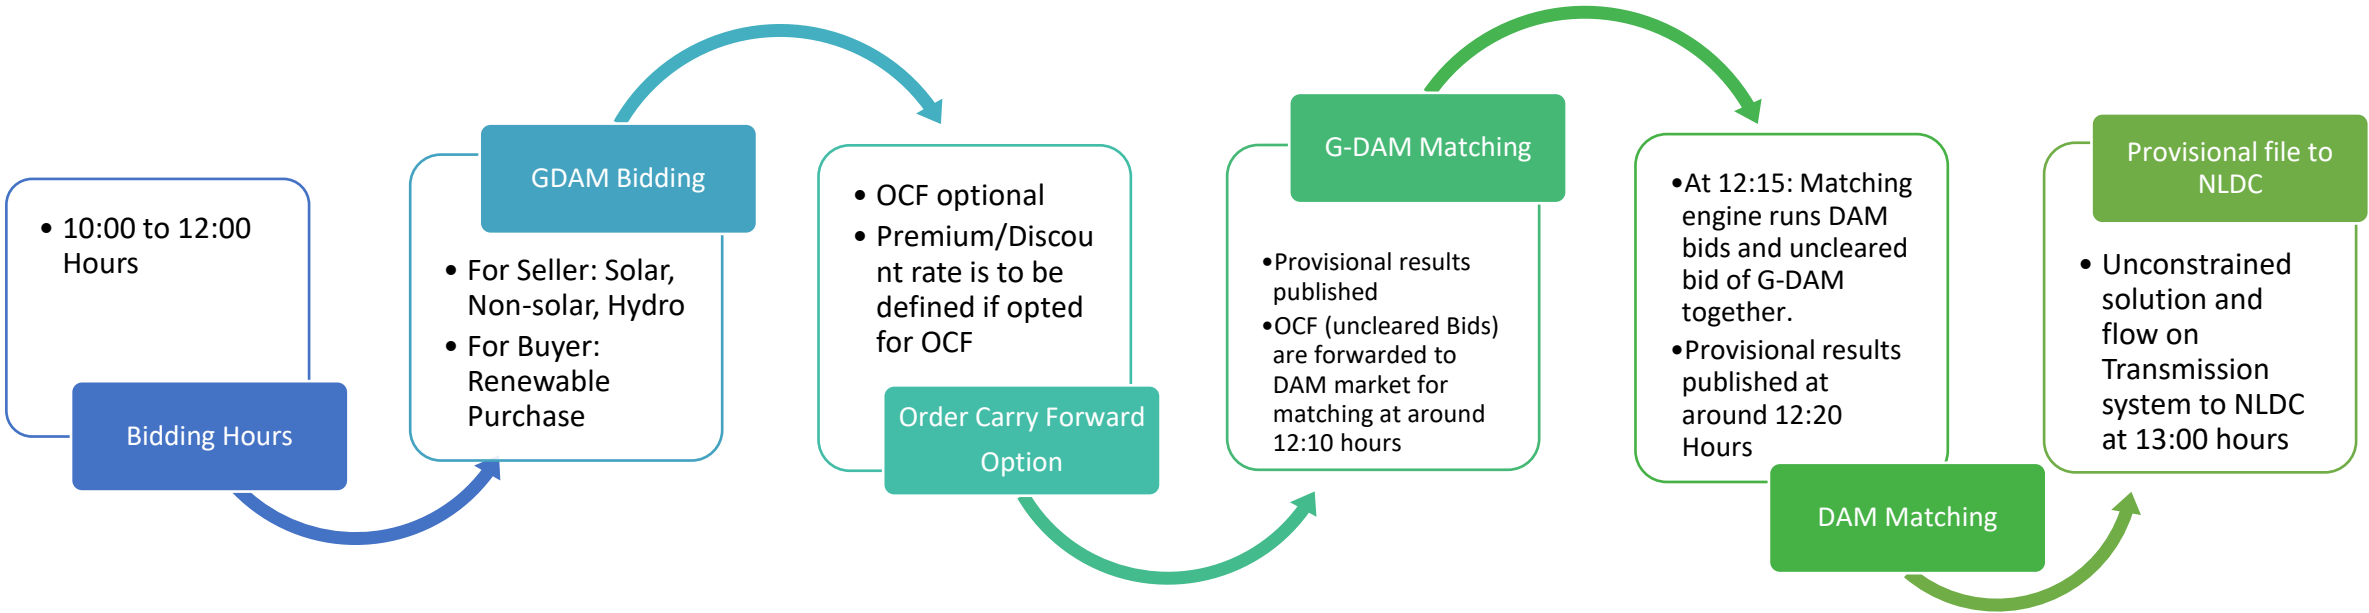 • 10:00 to 12:00
Hours
Bidding Hours
GDAM Bidding
• For Seller: Solar,
Non-solar, Hydro
• For Buyer:
Renewable
Purchase
• OCF optional
• Premium/Discou
nt rate is to be
defined if opted
for OCF
Order Carry Forward
Option
G-DAM Matching
•Provisional results
published
•OCF (uncleared Bids)
are forwarded to
DAM market for
matching at around
12:10 hours
•At 12:15: Matching
engine runs DAM
bids and uncleared
bid of G-DAM
together.
•Provisional results
published at
around 12:20
Hours
DAM Matching
Provisional file to
NLDC
• Unconstrained
solution and
flow on
Transmission
system to NLDC
at 13:00 hours